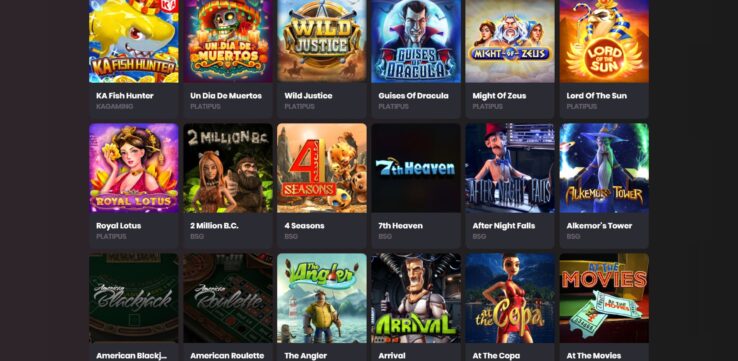 KA
KA FISH HUNTER
UN DIA DE MUERTOS
WILD JUSTICE
GUISES OF DRACULA
MIGHT OF ZEUS
LORD OF THE SUN
KA Fish Hunter
Un Dia De Muertos
Wild Justice
Guises Of Dracula
Might Of Zeus
Lord Of The Sun
KAGAMING
PLATIPUS
PLATIPUS
PLATIPUS
PLATIPUS
PLATIPUS
ROYAL LOTUS
2 MILLION B.C.
4 SEASONS
7th Heaven
AFTER NIGHT FALLS
ALKEMOR'S TOWER
Royal Lotus
2 Million B.C.
4 Seasons
7th Heaven
After Night Falls
Alkemor's Tower
PLATIPUS
BSG
BSG
BSG
BSG
BSG
American Blackjack
American Roulette
The Angler
ARRIVAL
at the Copa
AT THE MOVIES
AT THE MOVIES
American Blackj...
American Roulette
The Angler
Arrival
At The Copa
At The Movies